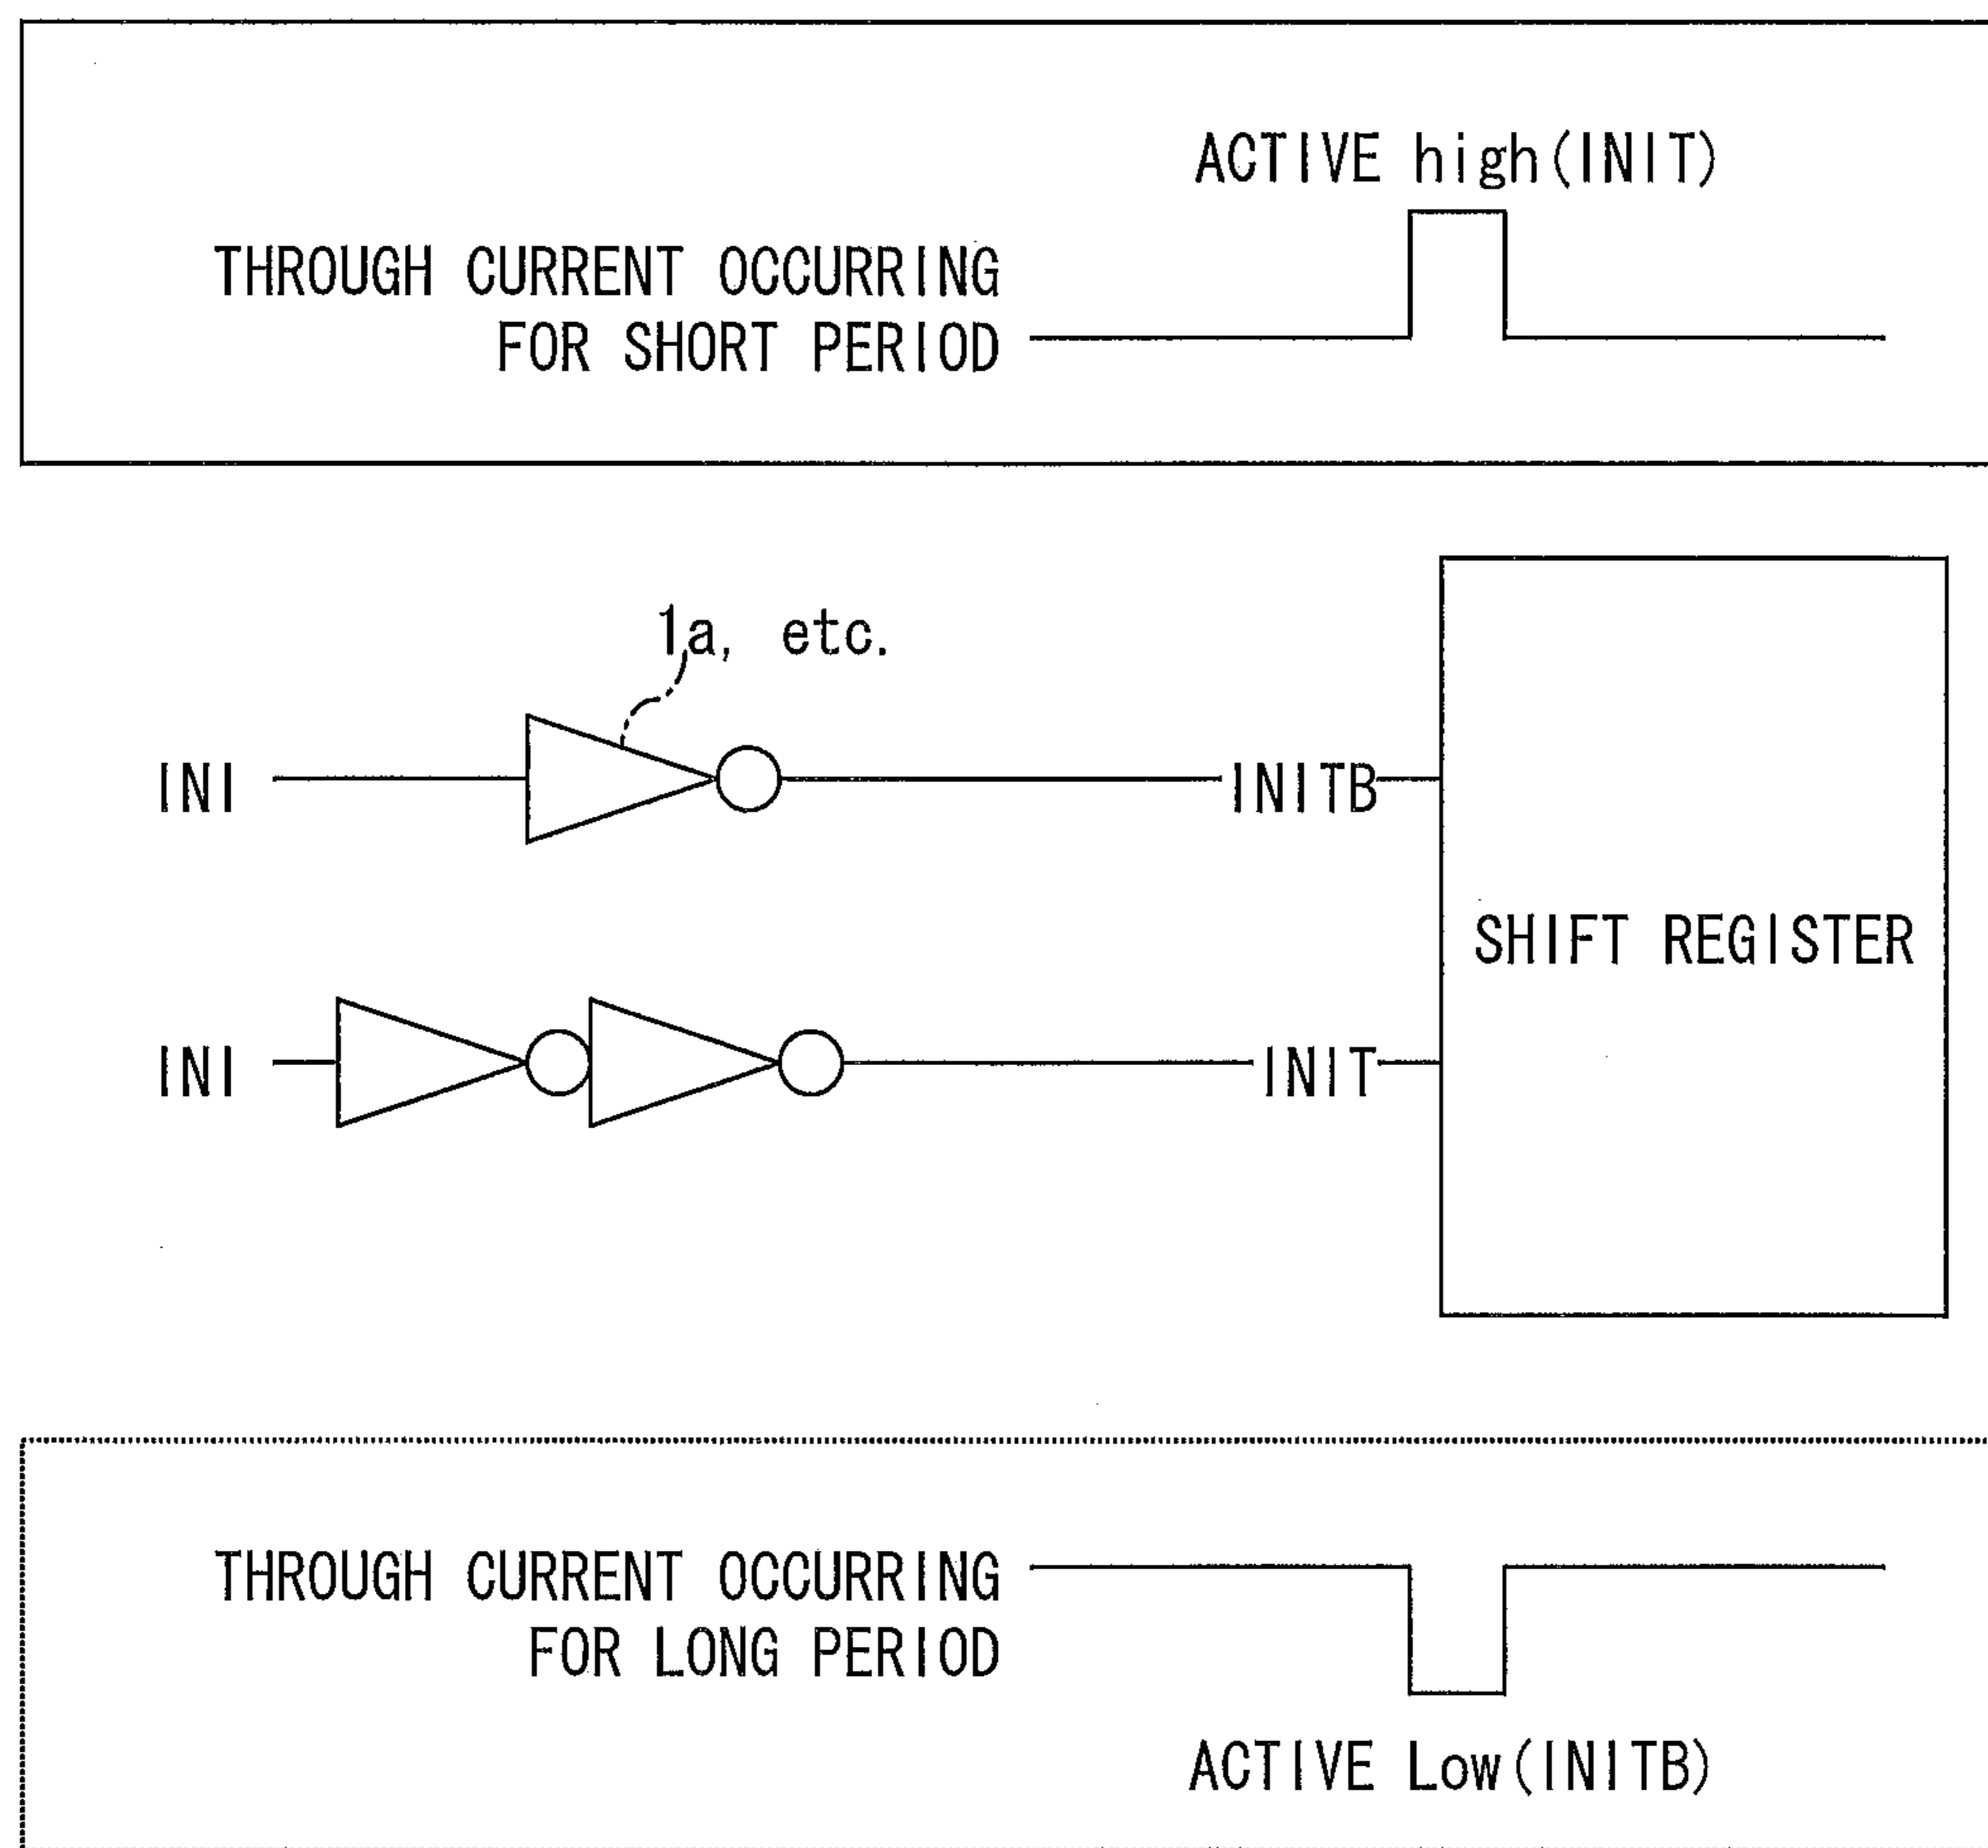 ACTIVE high(INIT)
THROUGH CURRENT OCCURRING
FOR SHORT PERIOD
1a, etc.
INI
INITB
SHIFT REGISTER
INI
INIT
THROUGH CURRENT OCCURRING
FOR LONG PERIOD
ACTIVE Low(INITB)